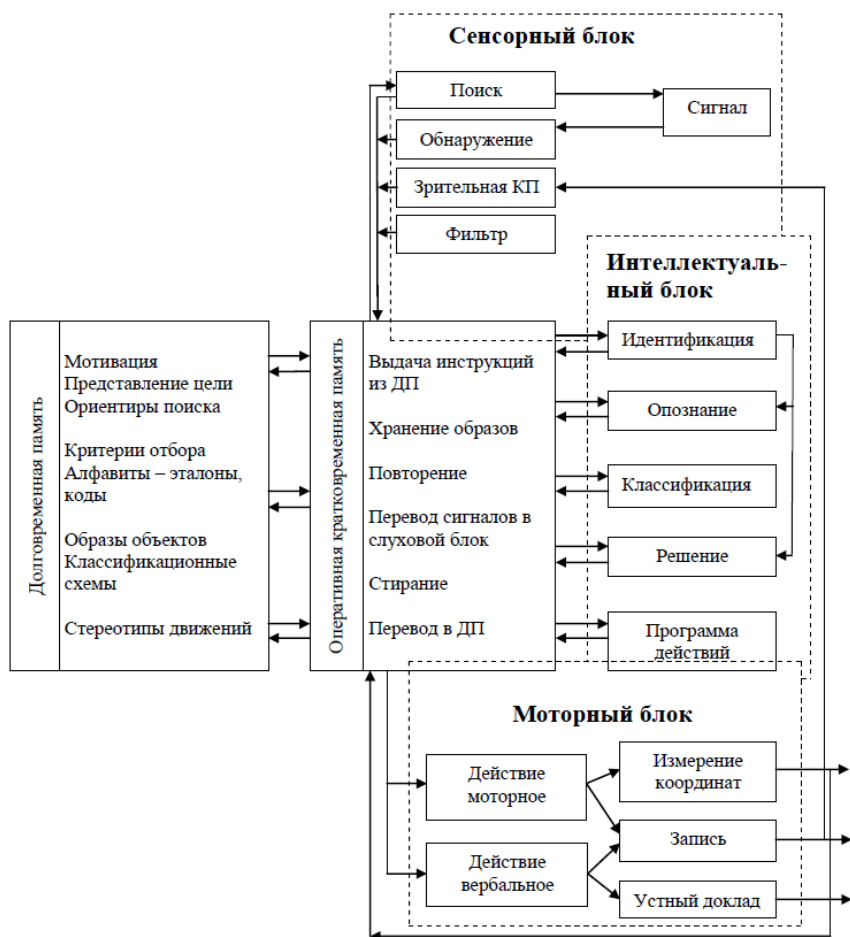 Сенсорный блок
Поиск
Сигнал
Обнаружение
Зрительная КП
Фильтр
Интеллектуаль-
ный блок
Долговременная память
Мотивация
Представление цели
Ориентиры поиска
Критерии отбора
Алфавиты – эталоны,
коды
Образы объектов
Классификационные
схемы
Стереотипы движений
Оперативная кратковременная память
Выдача инструкций
из ДП
Хранение образов
Повторение
Перевод сигналов в
слуховой блок
Стирание
Перевод в ДП
Идентификация
Опознание
Классификация
Решение
Программа
действий
Моторный блок
Действие
моторное
Измерение
координат
Запись
Действие
вербальное
Устный доклад